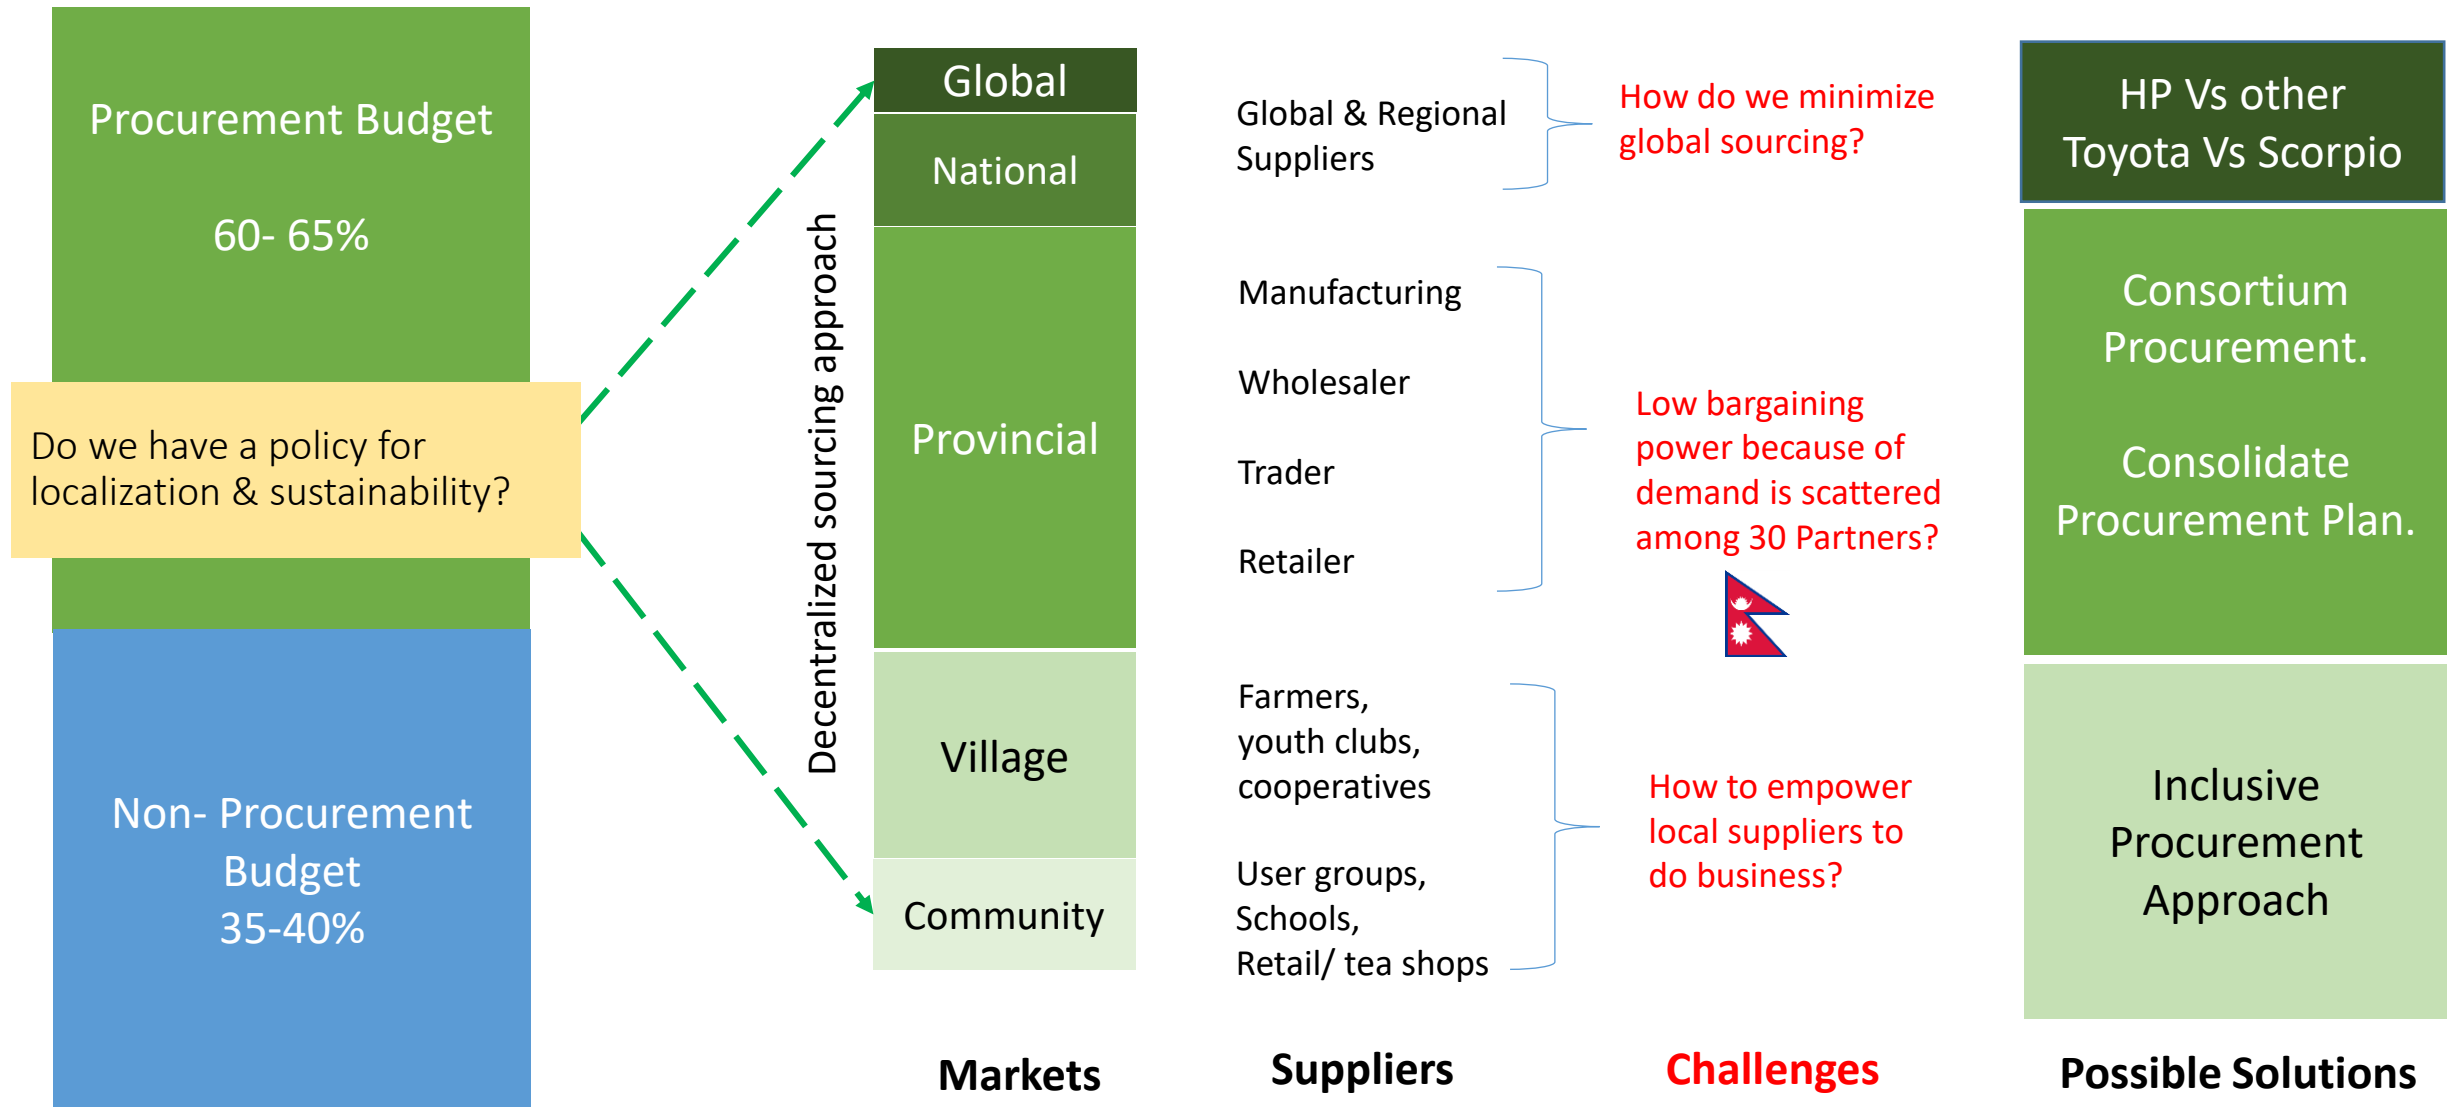 Procurement Budget
60- 65%
Do we have a policy for
localization & sustainability?
Non- Procurement
Budget
35-40%
Decentralized sourcing approach
Global
National
Provincial
Village
Community
Markets
Global & Regional
Suppliers
Manufacturing
Wholesaler
Trader
Retailer
Farmers,
youth clubs,
cooperatives
User groups,
Schools,
Retail/ tea shops
Suppliers
How do we minimize
global sourcing?
Low bargaining
power because of
demand is scattered
among 30 Partners?
How to empower
local suppliers to
do business?
Challenges
HP Vs other
Toyota Vs Scorpio
Consortium
Procurement.
Consolidate
Procurement Plan.
Inclusive
Procurement
Approach
Possible Solutions